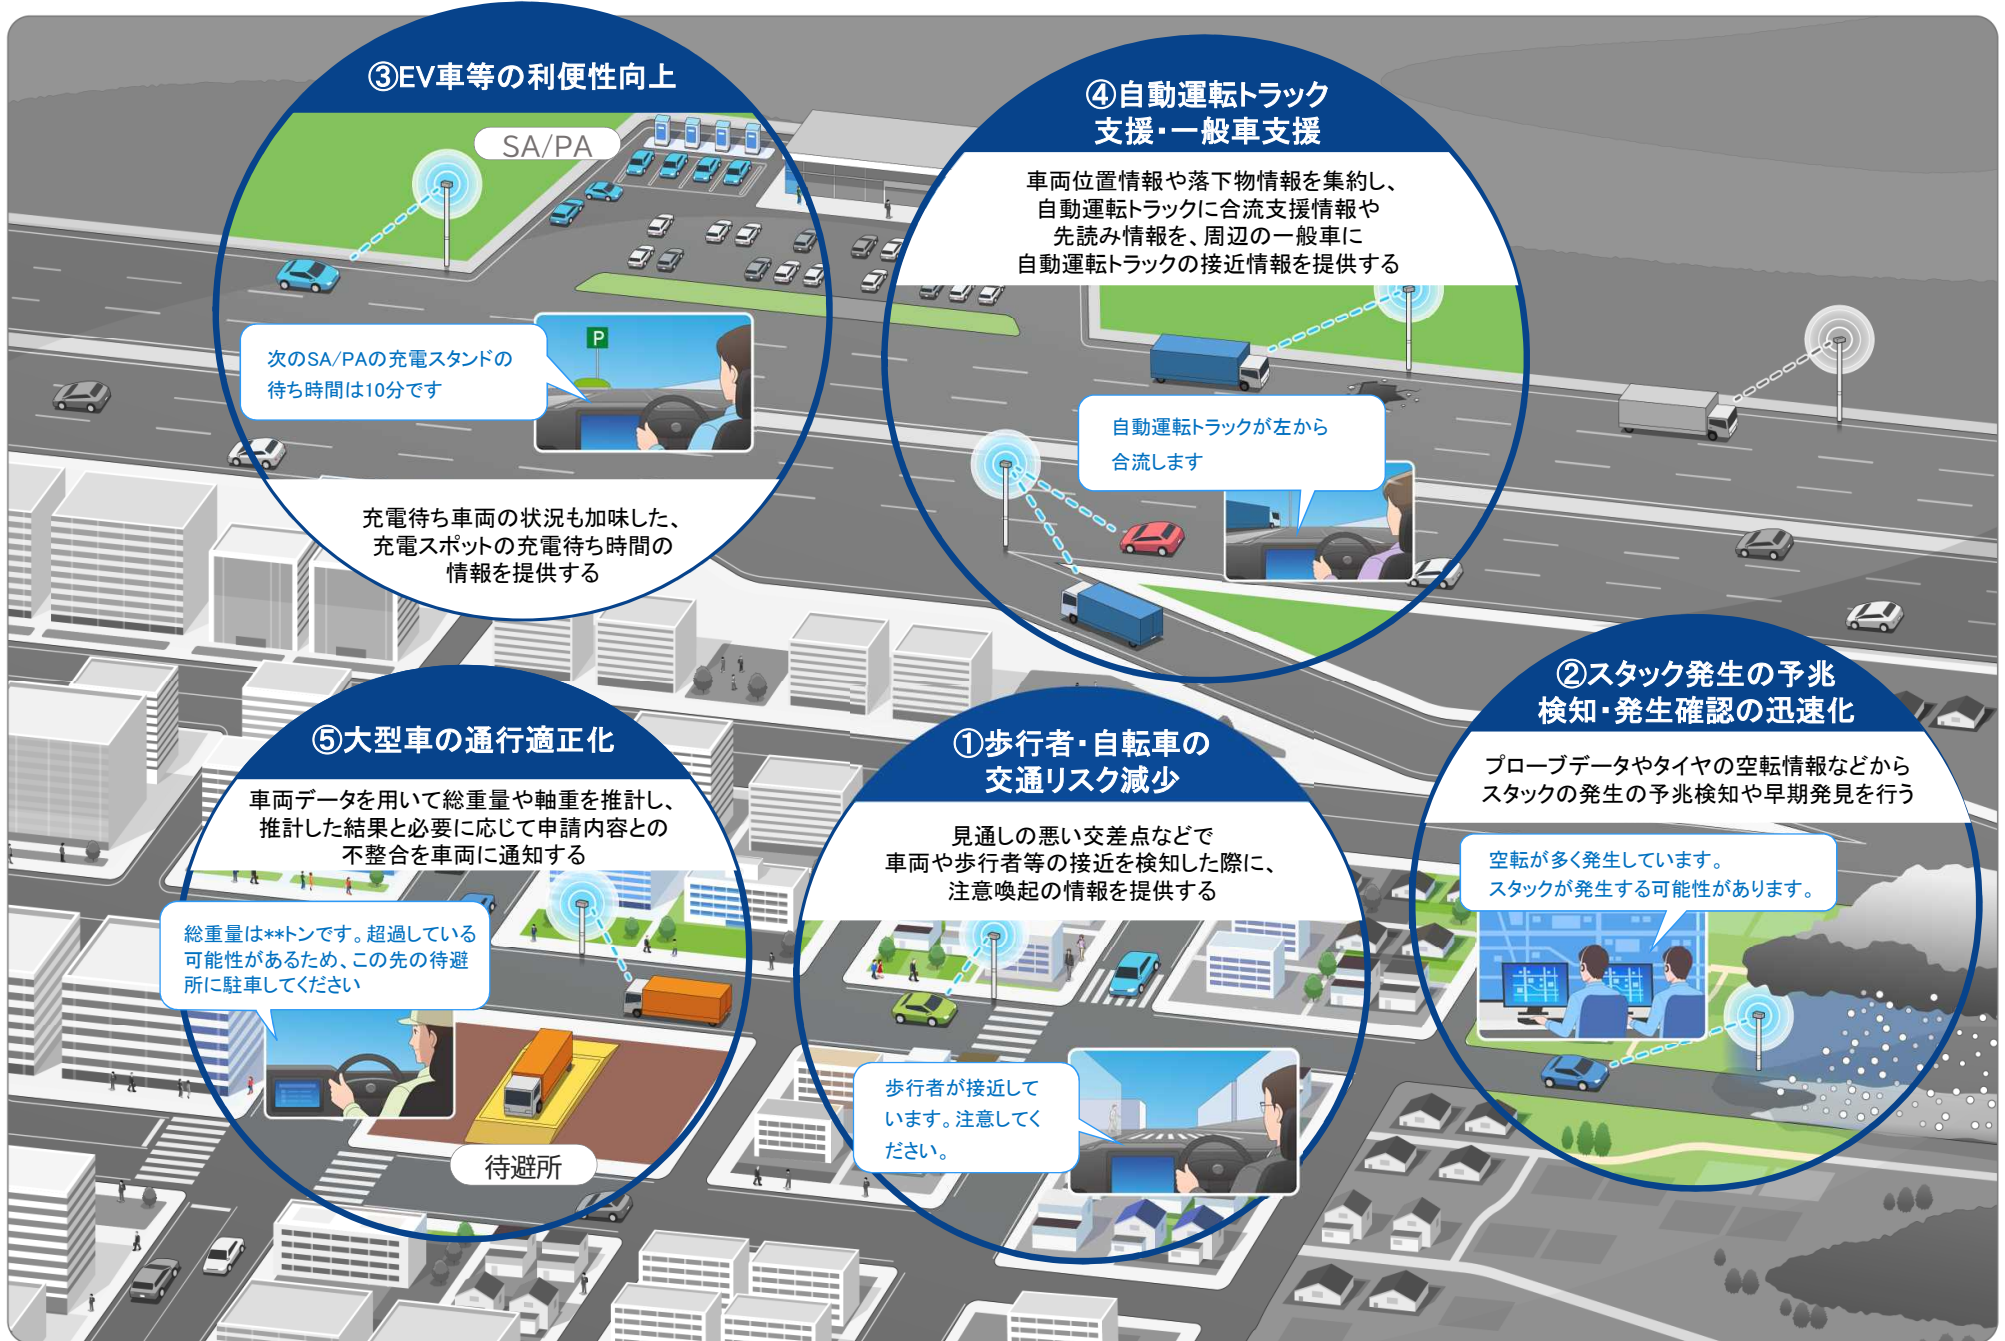 ③EV車等の利便性向上
SA/PA
P
次のSA/PAの充電スタンドの
待ち時間は10分です
充電待ち車両の状況も加味した、
充電スポットの充電待ち時間の
情報を提供する
④自動運転トラック
支援・一般車支援
車両位置情報や落下物情報を集約し、
自動運転トラックに合流支援情報や
先読み情報を、周辺の一般車に
自動運転トラックの接近情報を提供する
自動運転トラックが左から
合流します
⑤大型車の通行適正化
車両データを用いて総重量や軸重を推計し、
推計した結果と必要に応じて申請内容との
不整合を車両に通知する
総重量は**トンです。超過している
可能性があるため、この先の待避
所に駐車してください
待避所
①歩行者・自転車の
交通リスク減少
見通しの悪い交差点などで
車両や歩行者等の接近を検知した際に、
注意喚起の情報を提供する
歩行者が接近して
います。注意してく
ださい。
②スタック発生の予兆
検知・発生確認の迅速化
プローブデータやタイヤの空転情報などから
スタックの発生の予兆検知や早期発見を行う
空転が多く発生しています。
スタックが発生する可能性があります。